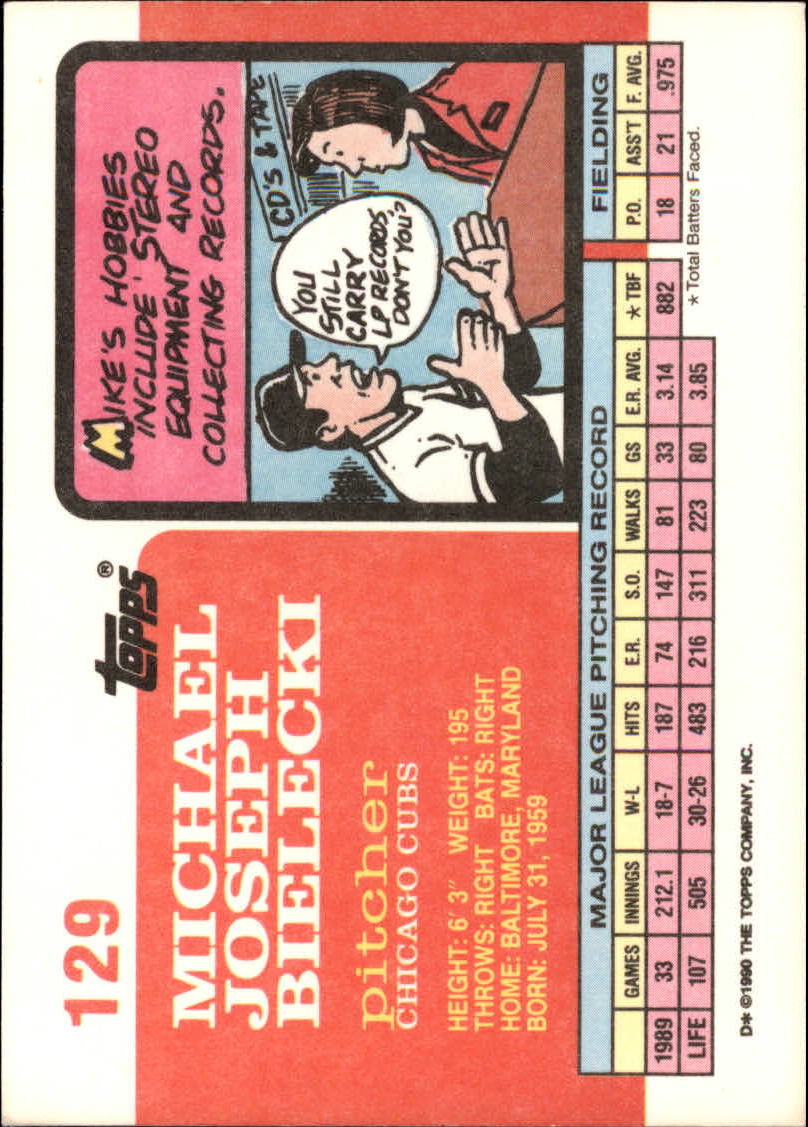 129
Topps®
MICHAEL
JOSEPH
BIELECKI
pitcher
CHICAGO CUBS
HEIGHT: 6' 3" WEIGHT: 195
THROWS: RIGHT BATS: RIGHT
HOME: BALTIMORE, MARYLAND
BORN: JULY 31, 1959
MIKE'S HOBBIES
INCLUDE STEREO
EQUIPMENT AND
COLLECTING RECORDS.
CD'S & TAPE
YOU
STILL
CARRY
LP RECORDS,
DON'T YOU?
MAJOR LEAGUE PITCHING RECORD FIELDING
GAMES INNINGS W-L HITS E.R. S.O. WALKS GS E.R. AVG. *TBF P.O. ASS'T F. AVG.
1989 33 212.1 18-7 187 74 147 81 33 3.14 882 18 21 .975
LIFE 107 505 30-26 483 216 311 223 80 3.85 *Total Batters Faced.
D* ©1990 THE TOPPS COMPANY, INC.